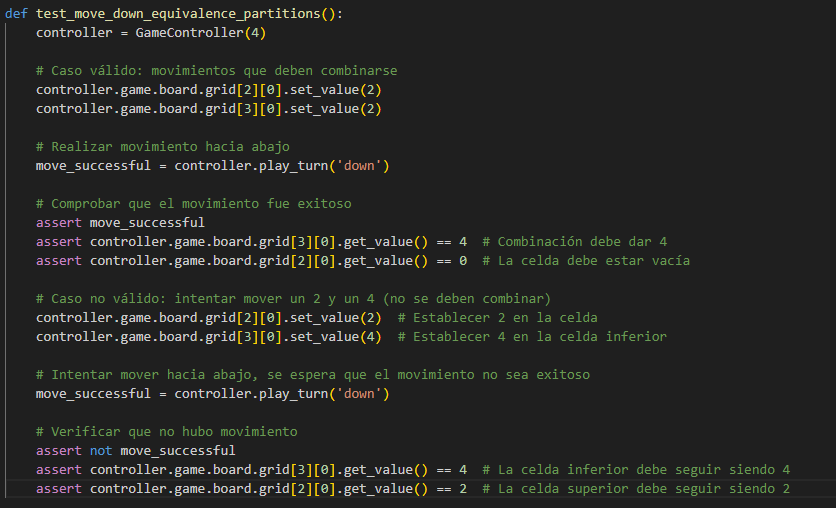 def test_move_down_equivalence_partitions():
    controller = GameController(4)

    # Caso válido: movimientos que deben combinarse
    controller.game.board.grid[2][0].set_value(2)
    controller.game.board.grid[3][0].set_value(2)

    # Realizar movimiento hacia abajo
    move_successful = controller.play_turn('down')

    # Comprobar que el movimiento fue exitoso
    assert move_successful
    assert controller.game.board.grid[3][0].get_value() == 4  # Combinación debe dar 4
    assert controller.game.board.grid[2][0].get_value() == 0  # La celda debe estar vacía

    # Caso no válido: intentar mover un 2 y un 4 (no se deben combinar)
    controller.game.board.grid[2][0].set_value(2)  # Establecer 2 en la celda
    controller.game.board.grid[3][0].set_value(4)  # Establecer 4 en la celda inferior

    # Intentar mover hacia abajo, se espera que el movimiento no sea exitoso
    move_successful = controller.play_turn('down')

    # Verificar que no hubo movimiento
    assert not move_successful
    assert controller.game.board.grid[3][0].get_value() == 4  # La celda inferior debe seguir siendo 4
    assert controller.game.board.grid[2][0].get_value() == 2  # La celda superior debe seguir siendo 2